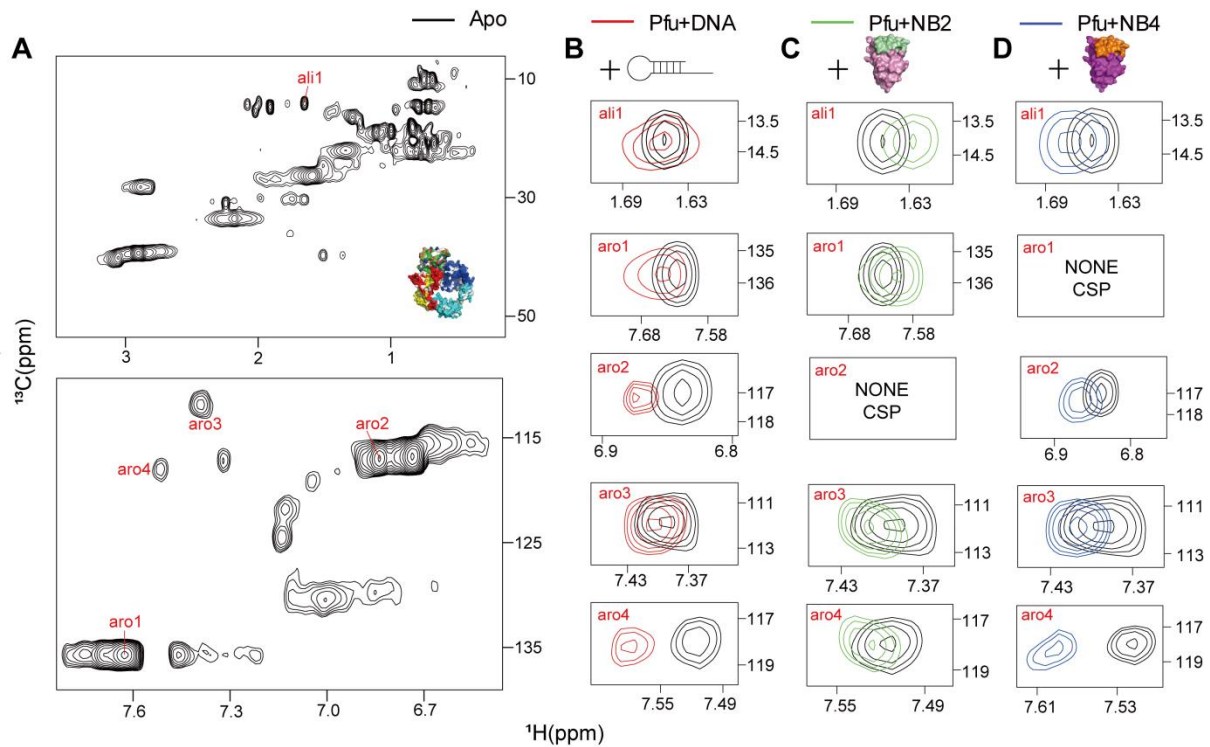 Apo
Pfu+DNA
Pfu+NB2
Pfu+NB4
A
B
C
D
+
+
+
ali1
10
30
50
3
2
1
¹³C(ppm)
aro3
aro2
aro4
aro1
115
125
135
7.6
7.3
7.0
6.7
¹H(ppm)
ali1
13.5
14.5
1.69
1.63
aro1
135
136
7.68
7.58
aro2
117
118
6.9
6.8
aro3
111
113
7.43
7.37
aro4
117
119
7.55
7.49
ali1
13.5
14.5
1.69
1.63
aro1
135
136
7.68
7.58
aro2
NONE
CSP
aro3
111
113
7.43
7.37
aro4
117
119
7.55
7.49
ali1
13.5
14.5
1.69
1.63
aro1
NONE
CSP
aro2
117
118
6.9
6.8
aro3
111
113
7.43
7.37
aro4
117
119
7.61
7.53